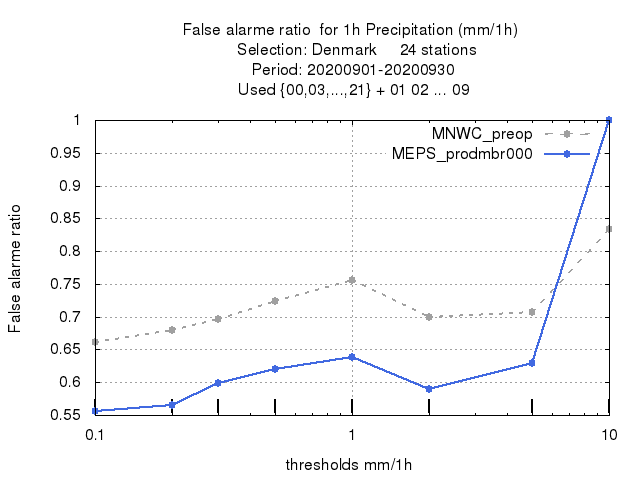 False alarme ratio  for 1h Precipitation (mm/1h)
Selection: Denmark     24 stations
Period: 20200901-20200930
Used {00,03,...,21} + 01 02 ... 09
MNWC_preop
MEPS_prodmbr000
1
0.95
0.9
0.85
0.8
0.75
0.7
0.65
0.6
0.55
False alarme ratio
0.1
1
10
thresholds mm/1h